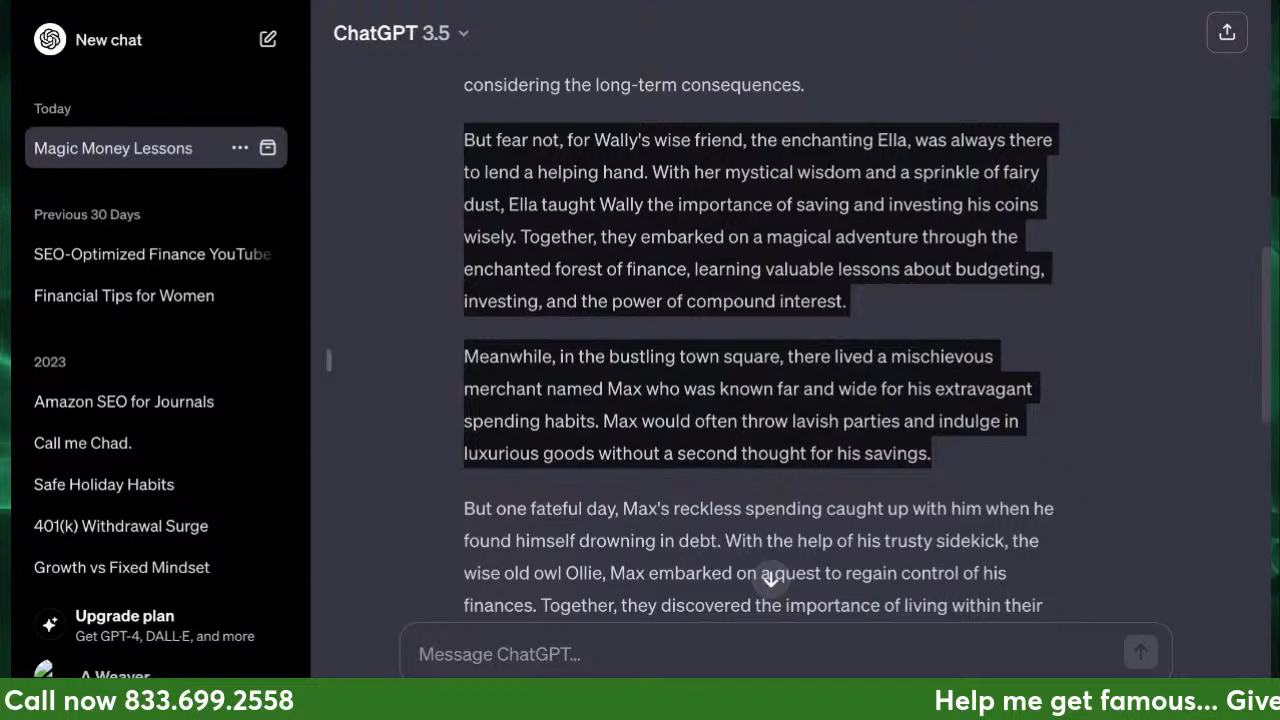 New chat
Today
Magic Money Lessons
Previous 30 Days
SEO-Optimized Finance YouTube
Financial Tips for Women
2023
Amazon SEO for Journals
Call me Chad.
Safe Holiday Habits
401(k) Withdrawal Surge
Growth vs Fixed Mindset
Upgrade plan
Get GPT-4, DALL·E, and more
A Weaver
ChatGPT 3.5
considering the long-term consequences.
But fear not, for Wally's wise friend, the enchanting Ella, was always there
to lend a helping hand. With her mystical wisdom and a sprinkle of fairy
dust, Ella taught Wally the importance of saving and investing his coins
wisely. Together, they embarked on a magical adventure through the
enchanted forest of finance, learning valuable lessons about budgeting,
investing, and the power of compound interest.
Meanwhile, in the bustling town square, there lived a mischievous
merchant named Max who was known far and wide for his extravagant
spending habits. Max would often throw lavish parties and indulge in
luxurious goods without a second thought for his savings.
But one fateful day, Max's reckless spending caught up with him when he
found himself drowning in debt. With the help of his trusty sidekick, the
wise old owl Ollie, Max embarked on a quest to regain control of his
finances. Together, they discovered the importance of living within their
Message ChatGPT...
Call now 833.699.2558
Help me get famous... Give